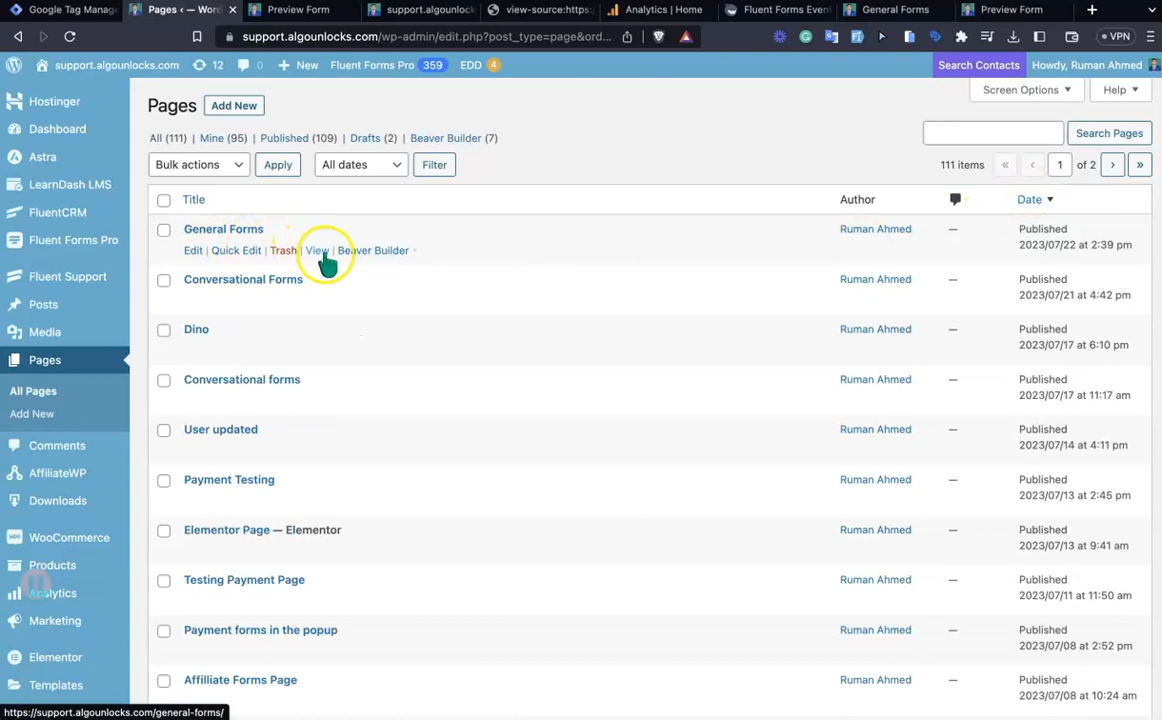 Google Tag Manage
Pages ‹ — Word
Preview Form
support.algounlock
view-source:https:
Analytics | Home
Fluent Forms Even
General Forms
Preview Form
support.algounlocks.com/wp-admin/edit.php?post_type=page&ord...
VPN
support.algounlocks.com
12
0
New
Fluent Forms Pro 359
EDD 4
Search Contacts
Howdy, Ruman Ahmed
Hostinger
Dashboard
Astra
LearnDash LMS
FluentCRM
Fluent Forms Pro
Fluent Support
Posts
Media
Pages
All Pages
Add New
Comments
AffiliateWP
Downloads
WooCommerce
Products
Analytics
Marketing
Elementor
Templates
Pages
Add New
Screen Options
Help
All (111) | Mine (95) | Published (109) | Drafts (2) | Beaver Builder (7)
Search Pages
Bulk actions
Apply
All dates
Filter
111 items « ‹ 1 of 2 › »
Title Author Date
General Forms Ruman Ahmed — Published
Edit | Quick Edit | Trash | View | Beaver Builder 2023/07/22 at 2:39 pm
Conversational Forms Ruman Ahmed — Published
2023/07/21 at 4:42 pm
Dino Ruman Ahmed — Published
2023/07/17 at 6:10 pm
Conversational forms Ruman Ahmed — Published
2023/07/17 at 11:17 am
User updated Ruman Ahmed — Published
2023/07/14 at 4:11 pm
Payment Testing Ruman Ahmed — Published
2023/07/13 at 2:45 pm
Elementor Page — Elementor Ruman Ahmed — Published
2023/07/13 at 9:41 am
Testing Payment Page Ruman Ahmed — Published
2023/07/11 at 11:50 am
Payment forms in the popup Ruman Ahmed — Published
2023/07/08 at 2:52 pm
Affilliate Forms Page Ruman Ahmed — Published
2023/07/08 at 10:24 am
https://support.algounlocks.com/general-forms/